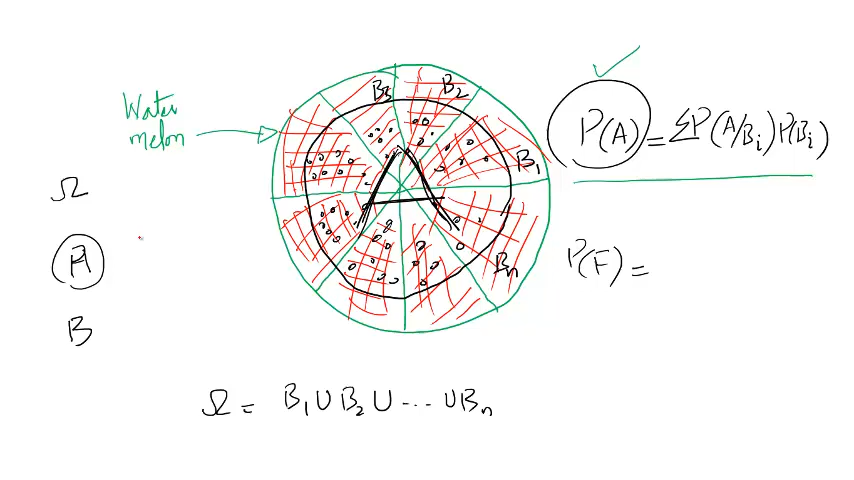 Water
melon
B3
B2
B1
Bn
A
P(A) = ΣP(A/Bi)P(Bi)
Ω
A
B
P(F) =
Ω = B1 ∪ B2 ∪ .... ∪ Bn